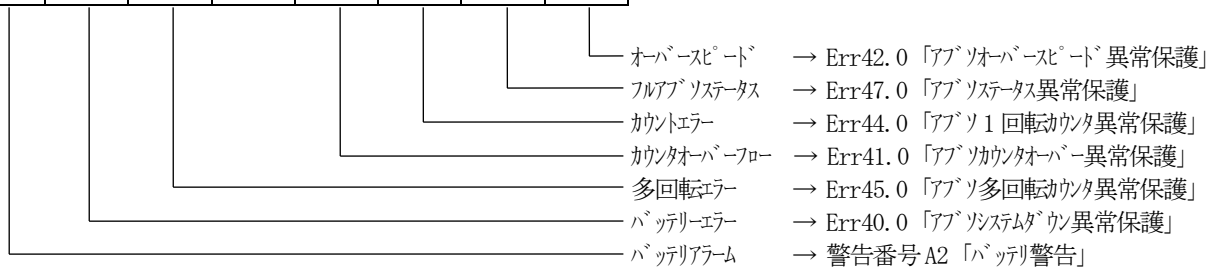 オーバースピード → Err42.0「アブソオーバースピード異常保護」
フルアブソステータス → Err47.0「アブソステータス異常保護」
カウントエラー → Err44.0「アブソ1回転カウンタ異常保護」
カウンタオーバーフロー → Err41.0「アブソカウンタオーバー異常保護」
多回転エラー → Err45.0「アブソ多回転カウンタ異常保護」
バッテリーエラー → Err40.0「アブソシステムダウン異常保護」
バッテリアラーム → 警告番号A2「バッテリ警告」